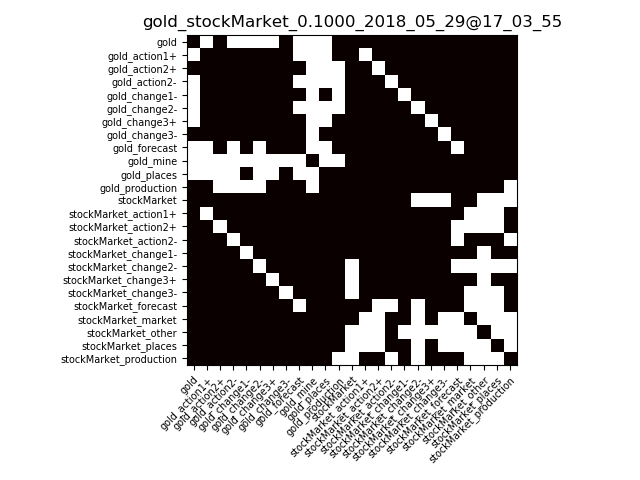 gold_stockMarket_0.1000_2018_05_29@17_03_55
gold
gold_action1+
gold_action2+
gold_action2-
gold_change1-
gold_change2-
gold_change3+
gold_change3-
gold_forecast
gold_mine
gold_places
gold_production
stockMarket
stockMarket_action1+
stockMarket_action2+
stockMarket_action2-
stockMarket_change1-
stockMarket_change2-
stockMarket_change3+
stockMarket_change3-
stockMarket_forecast
stockMarket_market
stockMarket_other
stockMarket_places
stockMarket_production
gold
gold_action1+
gold_action2+
gold_action2-
gold_change1-
gold_change2-
gold_change3+
gold_change3-
gold_forecast
gold_mine
gold_places
gold_production
stockMarket
stockMarket_action1+
stockMarket_action2+
stockMarket_action2-
stockMarket_change1-
stockMarket_change2-
stockMarket_change3+
stockMarket_change3-
stockMarket_forecast
stockMarket_market
stockMarket_other
stockMarket_places
stockMarket_production